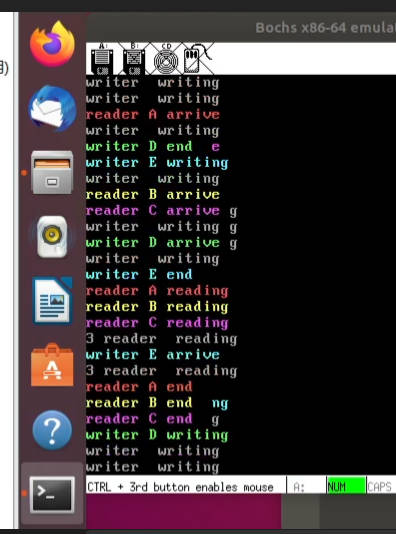 Bochs x86-64 emulat
A:
B:
CD
writer writing
writer writing
reader A arrive
writer writing
writer D end e
writer E writing
writer writing
reader B arrive
reader C arrive g
writer writing g
writer D arrive g
writer writing
writer E end
reader A reading
reader B reading
reader C reading
3 reader reading
writer E arrive
3 reader reading
reader A end
reader B end ng
reader C end g
writer D writing
writer writing
writer writing
CTRL + 3rd button enables mouse A: NUM CAPS